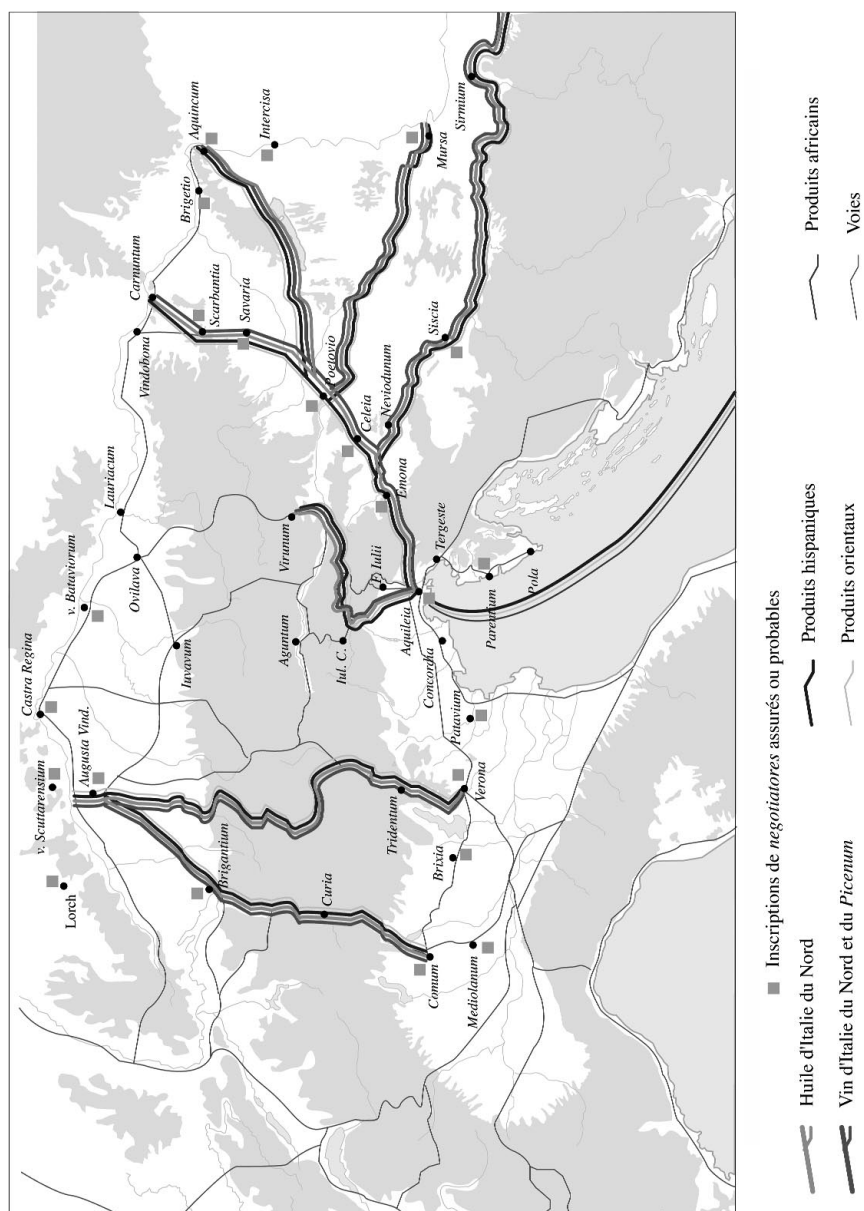 Castra Regina
v. Scuttarensium
Augusta Vind.
Lorch
v. Bataviorum
Lauriacum
Ovilava
Iuvavum
Vindobona
Carnuntum
Scarbantia
Savaria
Brigetio
Aquincum
Intercisa
Brigantium
Curia
Comum
Mediolanum
Brixia
Verona
Tridentum
Patavium
Concordia
Aquileia
F. Iulii
Iul. C.
Aguntum
Virunum
Tergeste
Parentium
Pola
Emona
Celeia
Poetovio
Neviodunum
Siscia
Mursa
Sirmium
Inscriptions de negotiatores assurés ou probables
Huile d'Italie du Nord
Vin d'Italie du Nord et du Picenum
Produits hispaniques
Produits orientaux
Produits africains
Voies